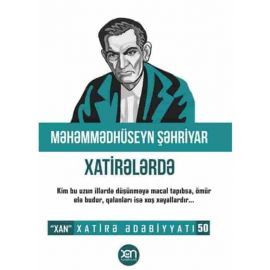 MƏHƏMMƏDHÜSEYN ŞƏHRİYAR
XATİRƏLƏRDƏ
Kim bu uzun illərdə düşünməyə macal tapıbsa, ömür
elə budur, qalanları isə xoş xəyallardır...
"XAN" XATİRƏ ƏDƏBİYYATI 50
xan